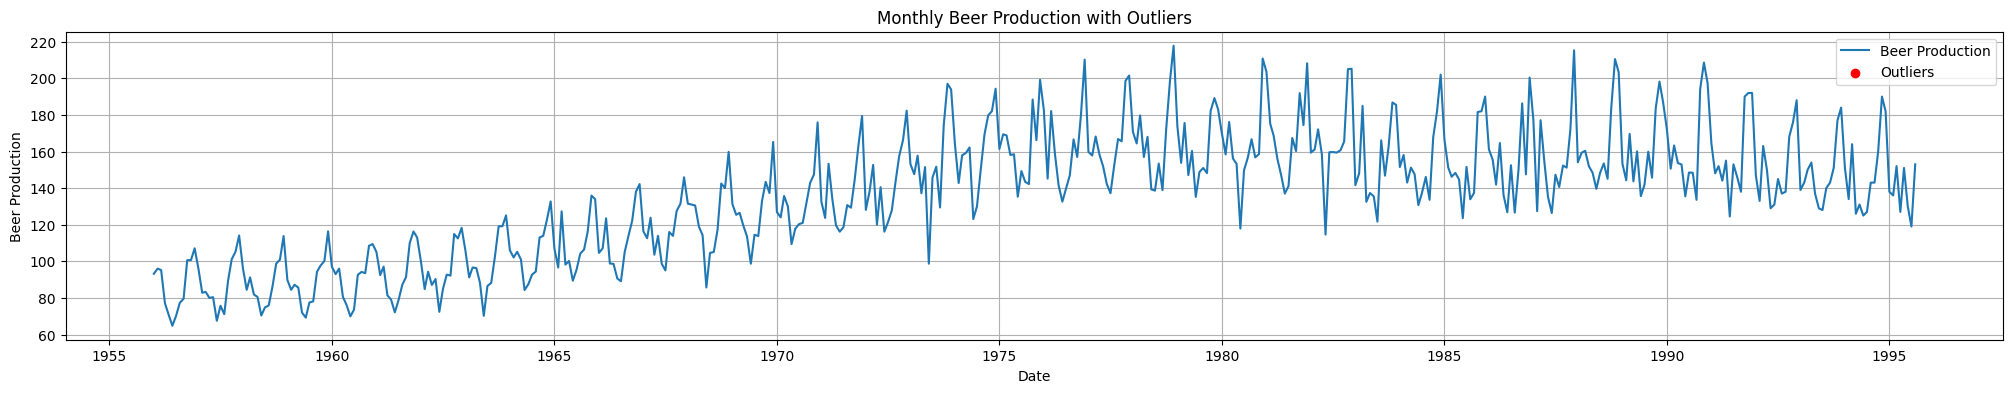 Monthly Beer Production with Outliers
Beer Production
Outliers
220
200
180
160
140
120
100
80
60
Beer Production
1955 1960 1965 1970 1975 1980 1985 1990 1995
Date